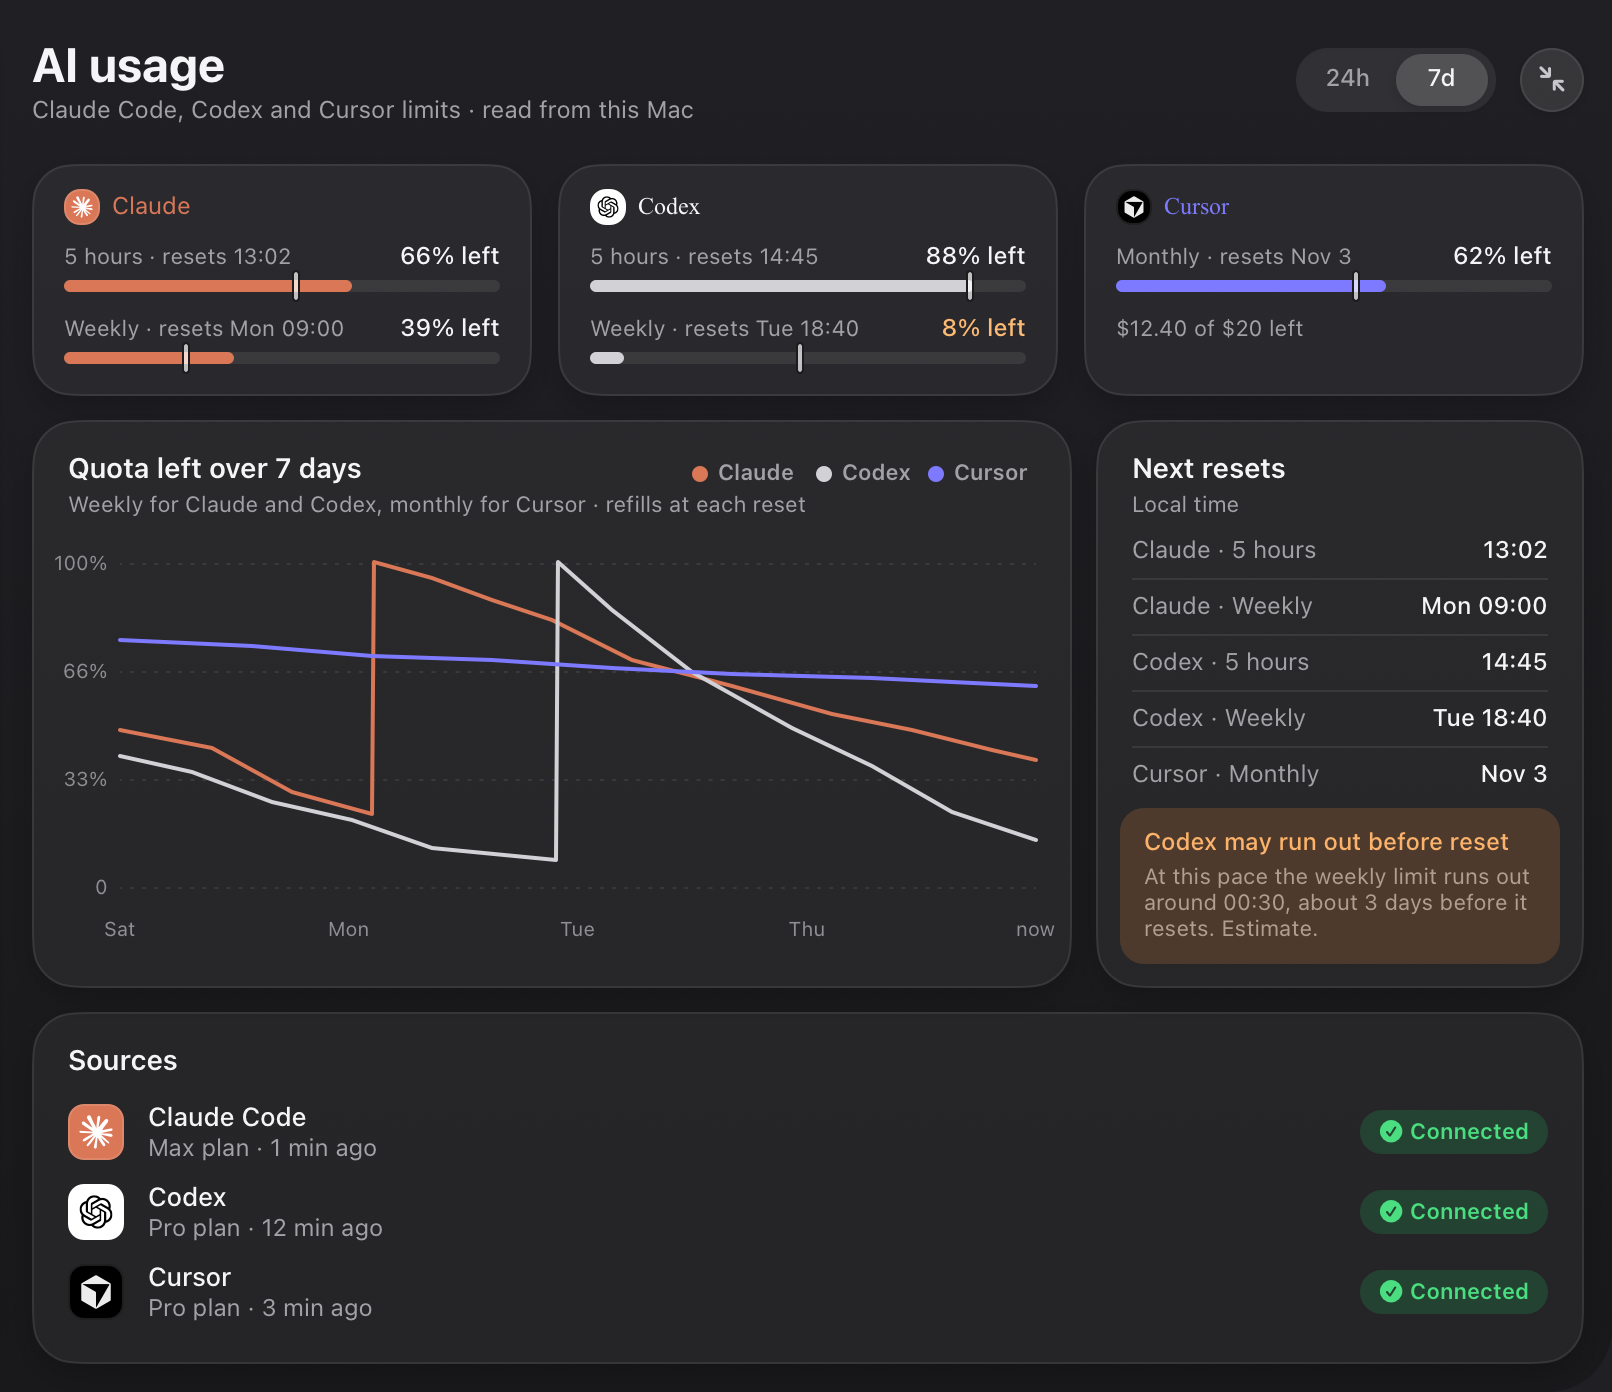 AI usage
Claude Code, Codex and Cursor limits · read from this Mac
24h
7d
Claude
5 hours · resets 13:02
66% left
Weekly · resets Mon 09:00
39% left
Codex
5 hours · resets 14:45
88% left
Weekly · resets Tue 18:40
8% left
Cursor
Monthly · resets Nov 3
62% left
$12.40 of $20 left
Quota left over 7 days
Claude
Codex
Cursor
Weekly for Claude and Codex, monthly for Cursor · refills at each reset
100%
66%
33%
0
Sat
Mon
Tue
Thu
now
Next resets
Local time
Claude · 5 hours
13:02
Claude · Weekly
Mon 09:00
Codex · 5 hours
14:45
Codex · Weekly
Tue 18:40
Cursor · Monthly
Nov 3
Codex may run out before reset
At this pace the weekly limit runs out
around 00:30, about 3 days before it
resets. Estimate.
Sources
Claude Code
Max plan · 1 min ago
Connected
Codex
Pro plan · 12 min ago
Connected
Cursor
Pro plan · 3 min ago
Connected